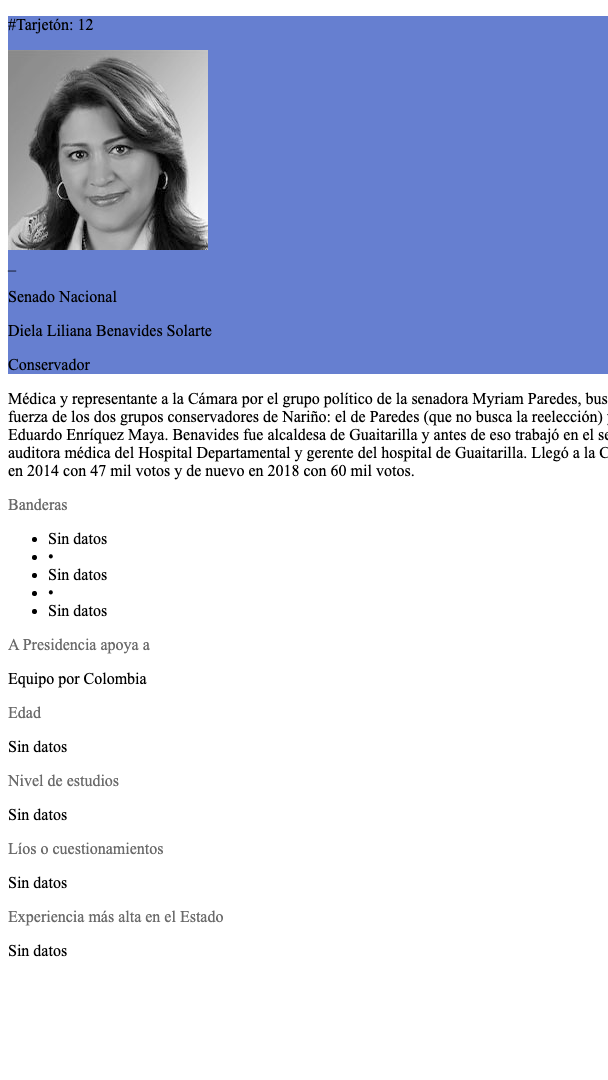 #Tarjetón: 12
_
Senado Nacional
Diela Liliana Benavides Solarte
Conservador
Médica y representante a la Cámara por el grupo político de la senadora Myriam Paredes, bus
fuerza de los dos grupos conservadores de Nariño: el de Paredes (que no busca la reelección)
Eduardo Enríquez Maya. Benavides fue alcaldesa de Guaitarilla y antes de eso trabajó en el se
auditora médica del Hospital Departamental y gerente del hospital de Guaitarilla. Llegó a la C
en 2014 con 47 mil votos y de nuevo en 2018 con 60 mil votos.
Banderas
• Sin datos
• •
• Sin datos
• •
• Sin datos
A Presidencia apoya a
Equipo por Colombia
Edad
Sin datos
Nivel de estudios
Sin datos
Líos o cuestionamientos
Sin datos
Experiencia más alta en el Estado
Sin datos